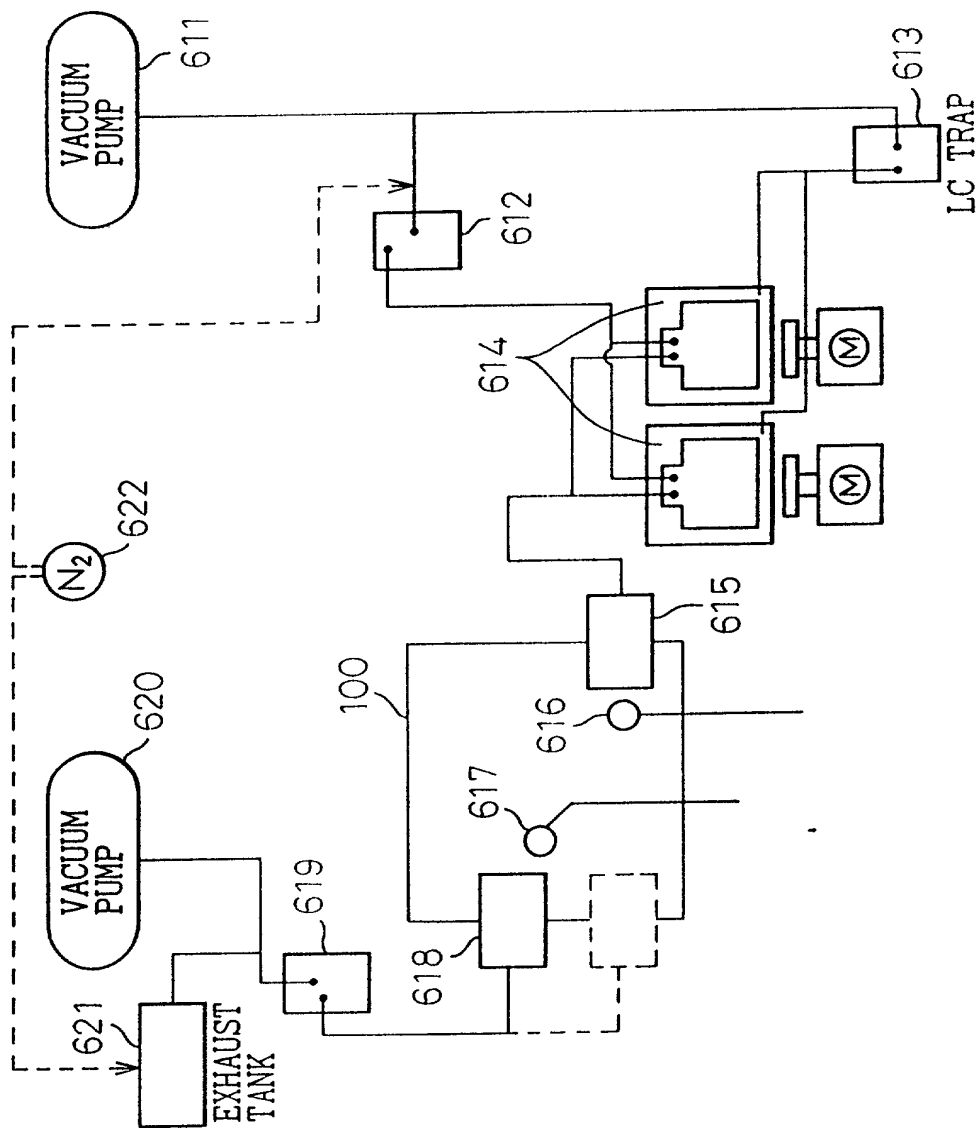 VACUUM
PUMP
611
N₂
622
VACUUM
PUMP
620
621
EXHAUST
TANK
619
612
613
LC TRAP
614
M
M
615
100
616
617
618